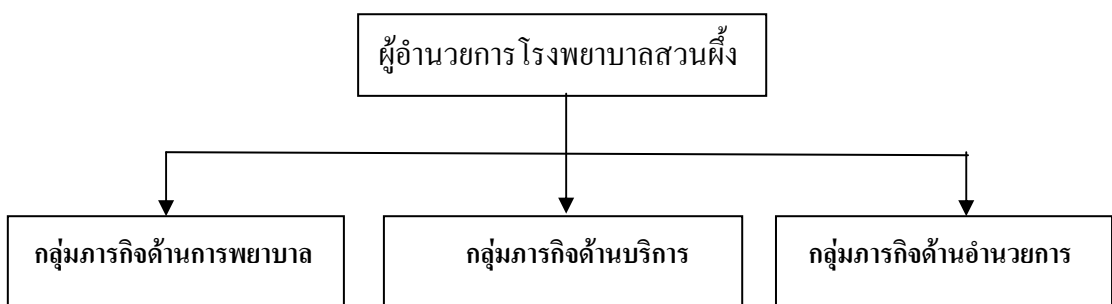 ผู้อำนวยการโรงพยาบาลสวนผึ้ง
กลุ่มภารกิจด้านการพยาบาล
กลุ่มภารกิจด้านบริการ
กลุ่มภารกิจด้านอำนวยการ